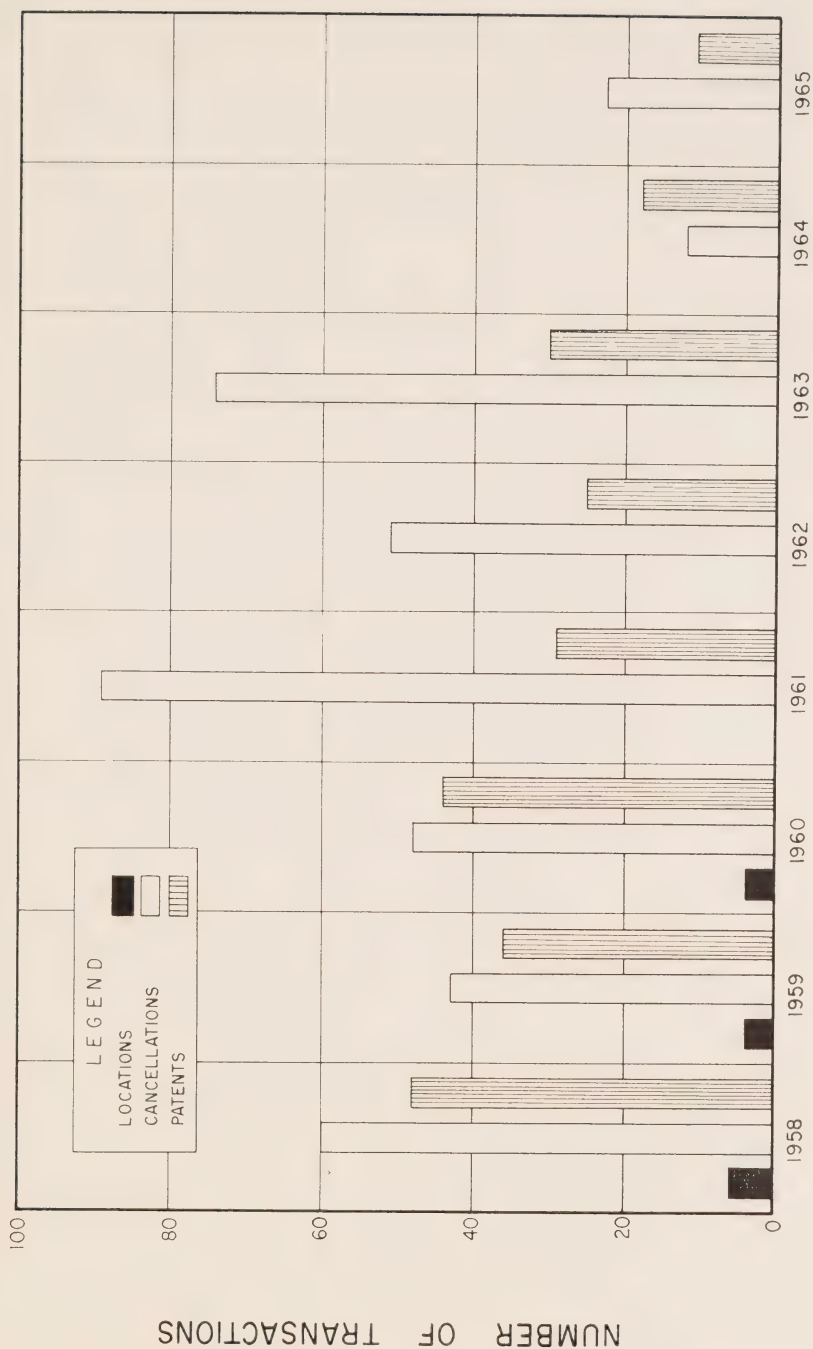 NUMBER OF TRANSACTIONS
100
80
60
40
20
0
LEGEND
LOCATIONS
CANCELLATIONS
PATENTS
1958
1959
1960
1961
1962
1963
1964
1965